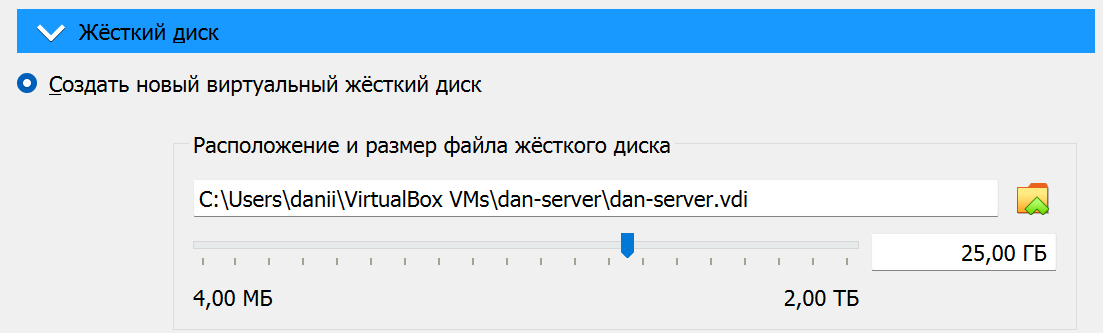 Жёсткий диск
Создать новый виртуальный жёсткий диск
Расположение и размер файла жёсткого диска
C:\Users\danii\VirtualBox VMs\dan-server\dan-server.vdi
25,00 ГБ
4,00 МБ 2,00 ТБ